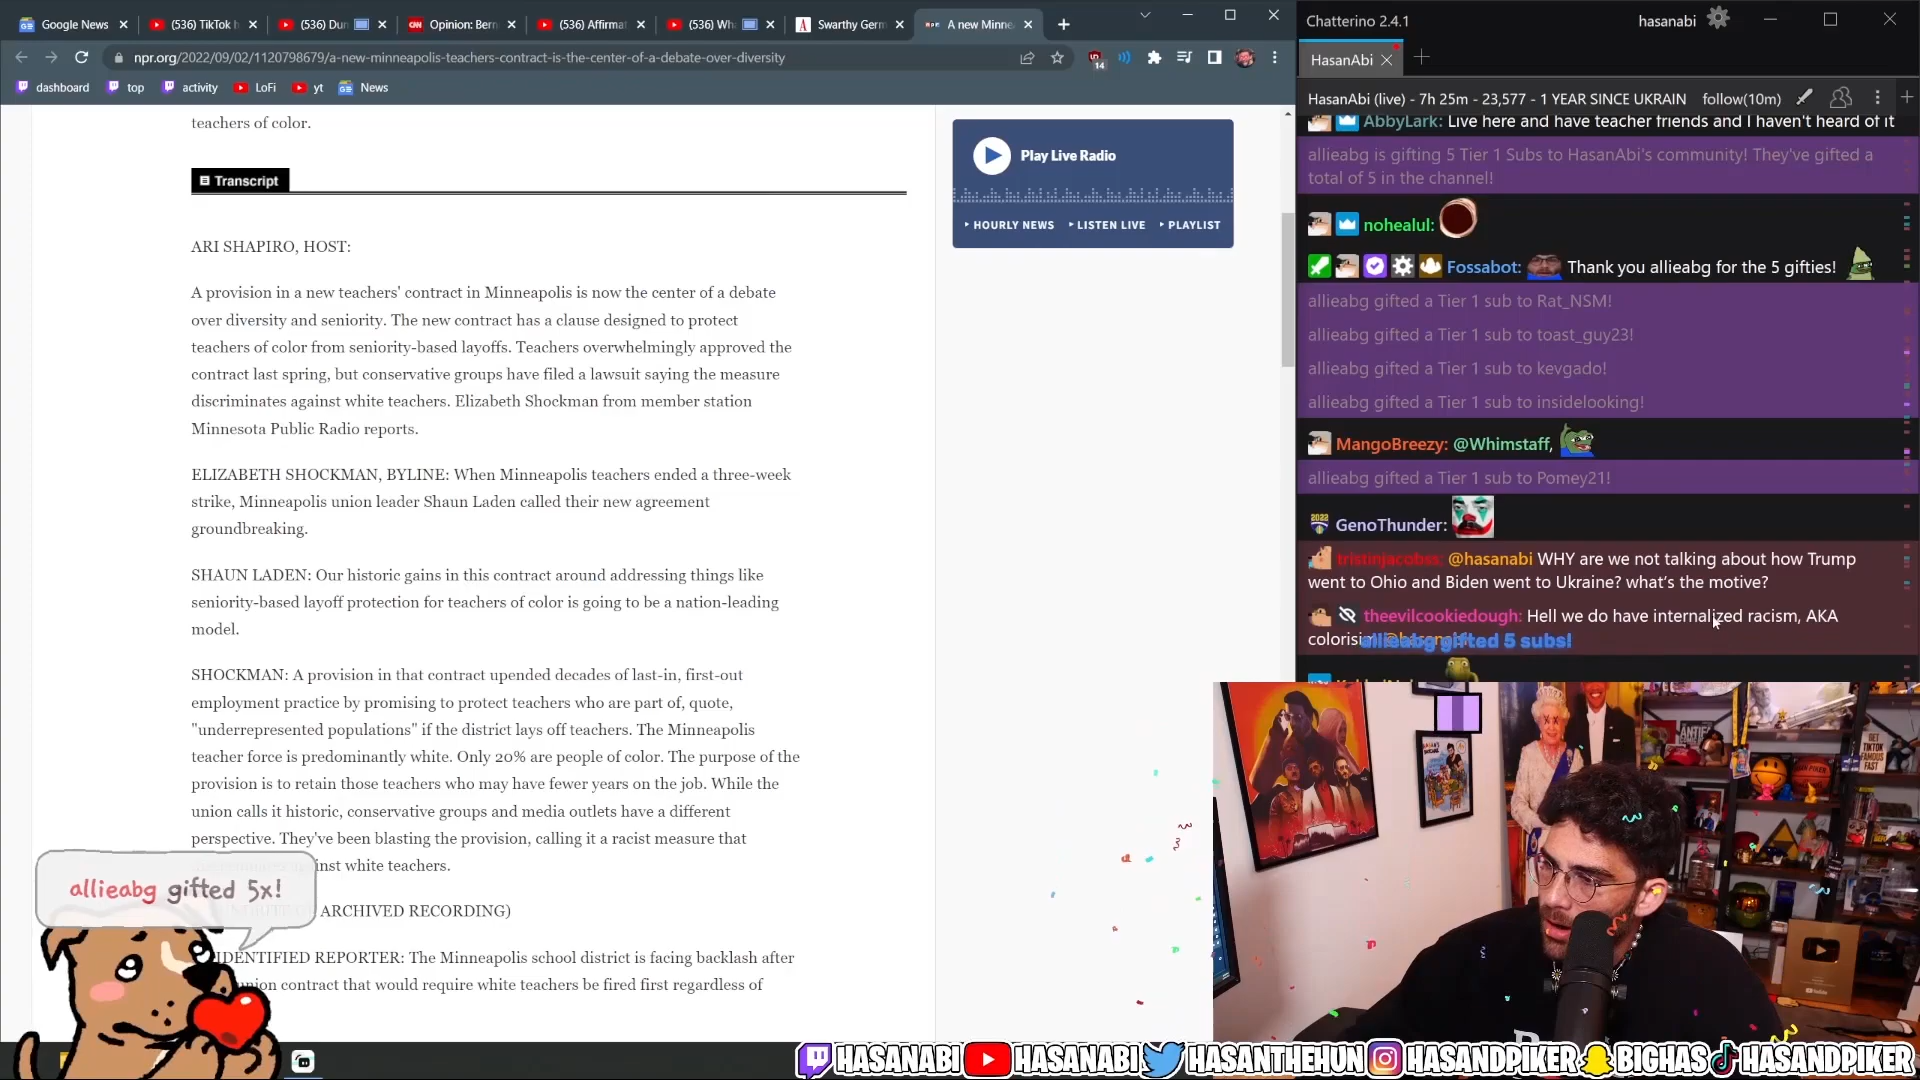 Google News
(536) TikTok b
(536) Dun
Opinion: Bern
(536) Affirmat
(536) Wh
Swarthy Germ
A new Minne
npr.org/2022/09/02/1120798679/a-new-minneapolis-teachers-contract-is-the-center-of-a-debate-over-diversity
14
dashboard
top
activity
LoFi
yt
News
teachers of color.
Transcript
ARI SHAPIRO, HOST:
A provision in a new teachers' contract in Minneapolis is now the center of a debate
over diversity and seniority. The new contract has a clause designed to protect
teachers of color from seniority-based layoffs. Teachers overwhelmingly approved the
contract last spring, but conservative groups have filed a lawsuit saying the measure
discriminates against white teachers. Elizabeth Shockman from member station
Minnesota Public Radio reports.
ELIZABETH SHOCKMAN, BYLINE: When Minneapolis teachers ended a three-week
strike, Minneapolis union leader Shaun Laden called their new agreement
groundbreaking.
SHAUN LADEN: Our historic gains in this contract around addressing things like
seniority-based layoff protection for teachers of color is going to be a nation-leading
model.
SHOCKMAN: A provision in that contract upended decades of last-in, first-out
employment practice by promising to protect teachers who are part of, quote,
"underrepresented populations" if the district lays off teachers. The Minneapolis
teacher force is predominantly white. Only 20% are people of color. The purpose of the
provision is to retain those teachers who may have fewer years on the job. While the
union calls it historic, conservative groups and media outlets have a different
perspective. They've been blasting the provision, calling it a racist measure that
inst white teachers.
ARCHIVED RECORDING)
IDENTIFIED REPORTER: The Minneapolis school district is facing backlash after
union contract that would require white teachers be fired first regardless of
allieabg gifted 5x!
Play Live Radio
HOURLY NEWS
LISTEN LIVE
PLAYLIST
Chatterino 2.4.1
hasanabi
HasanAbi
HasanAbi (live) - 7h 25m - 23,577 - 1 YEAR SINCE UKRAIN
follow(10m)
AbbyLark: Live here and have teacher friends and I haven't heard of it
allieabg is gifting 5 Tier 1 Subs to HasanAbi's community! They've gifted a
total of 5 in the channel!
nohealul:
Fossabot: Thank you allieabg for the 5 gifties!
allieabg gifted a Tier 1 sub to Rat_NSM!
allieabg gifted a Tier 1 sub to toast_guy23!
allieabg gifted a Tier 1 sub to kevgado!
allieabg gifted a Tier 1 sub to insidelooking!
MangoBreezy: @Whimstaff,
allieabg gifted a Tier 1 sub to Pomey21!
2022 GenoThunder:
tristinjacobss: @hasanabi WHY are we not talking about how Trump
went to Ohio and Biden went to Ukraine? what's the motive?
theevilcookiedough: Hell we do have internalized racism, AKA
allieabg gifted 5 subs!
GET
TIKTOK
FAMOUS
FAST
HASANABI
HASANABI
HASANTHEHUN
HASANDPIKER
BIGHAS
HASANDPIKER